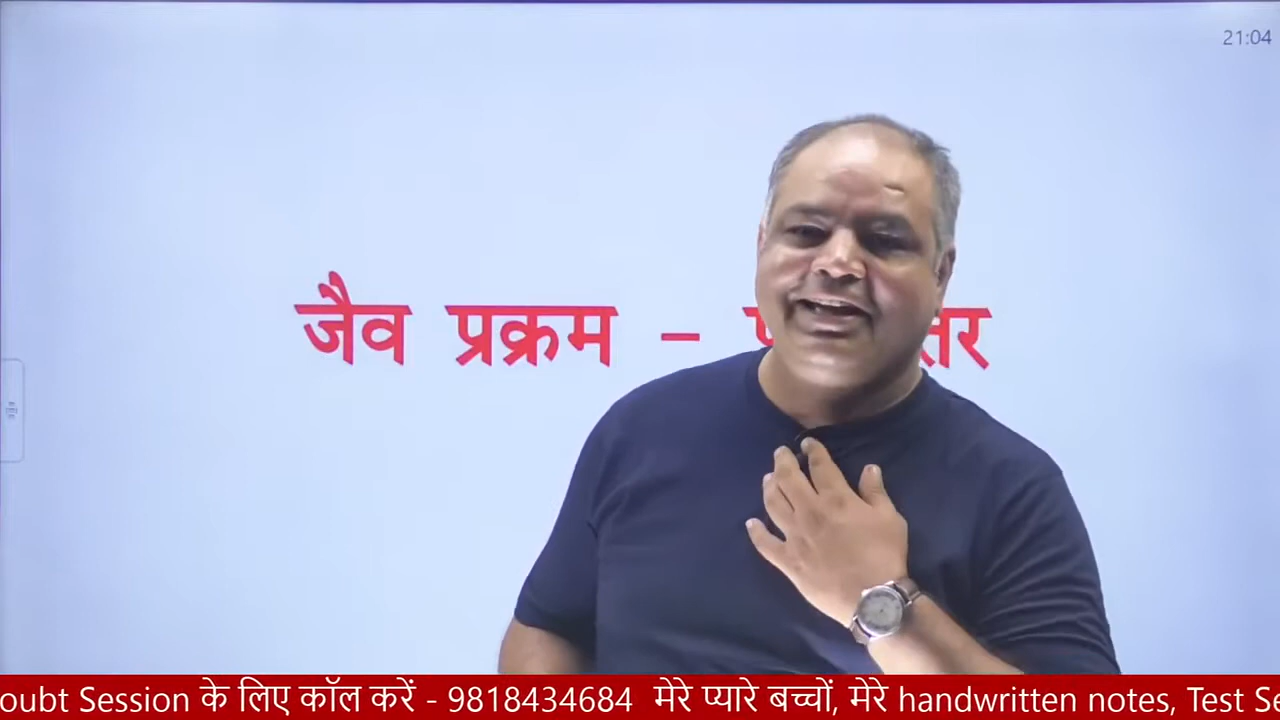 21:04
जैव प्रक्रम –
oubt Session के लिए कॉल करें - 9818434684 मेरे प्यारे बच्चों, मेरे handwritten notes, Test Se